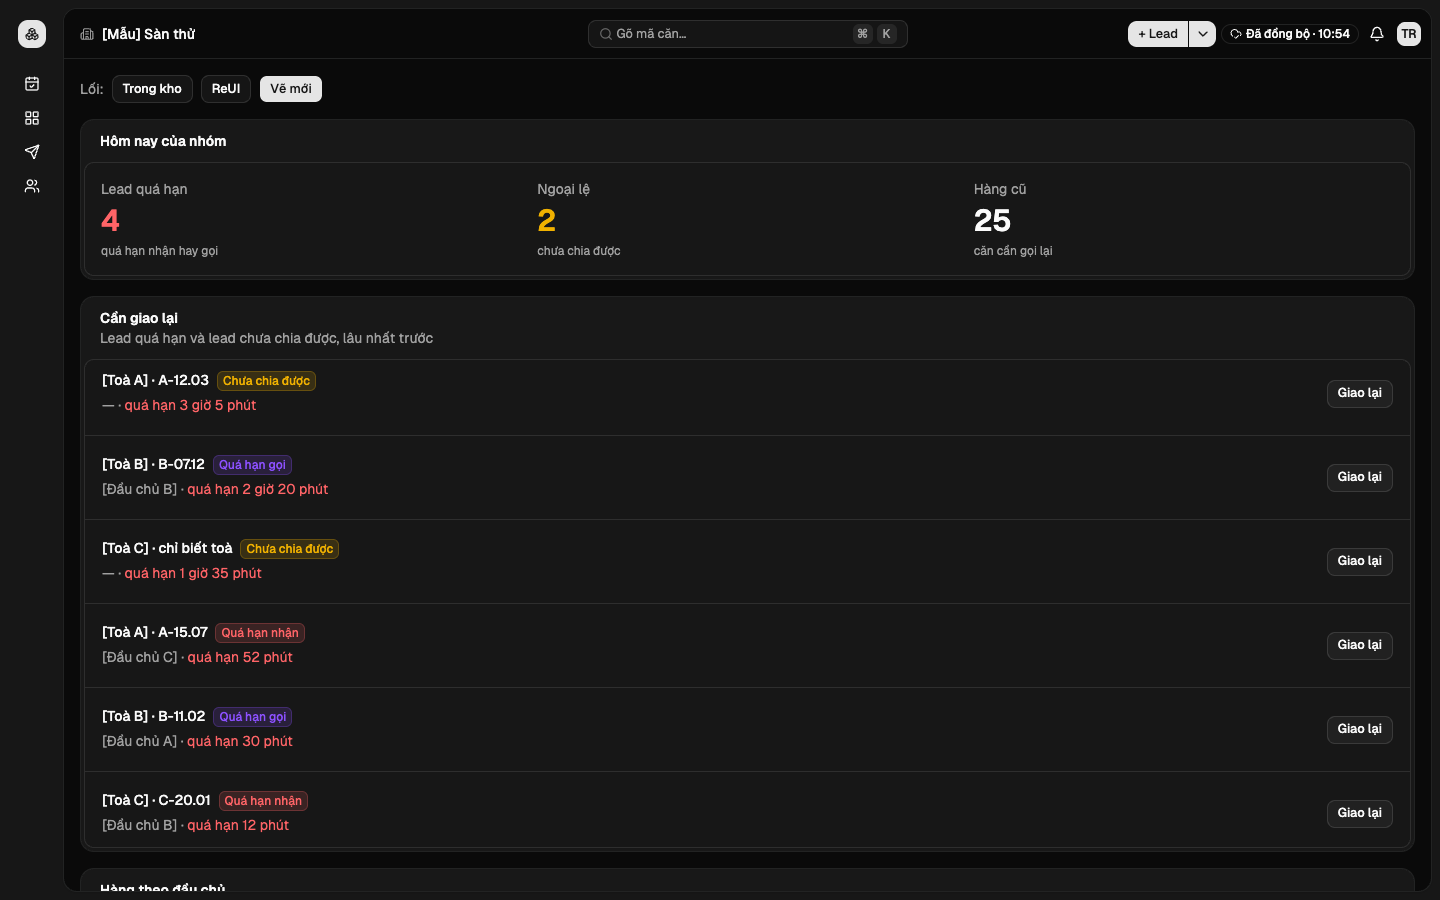 [Mẫu] Sàn thử
Gõ mã căn...
⌘ K
+ Lead
Đã đồng bộ · 10:54
TR
Lối: Trong kho ReUI Vẽ mới
Hôm nay của nhóm
Lead quá hạn
4
quá hạn nhận hay gọi
Ngoại lệ
2
chưa chia được
Hàng cũ
25
căn cần gọi lại
Cần giao lại
Lead quá hạn và lead chưa chia được, lâu nhất trước
[Toà A] · A-12.03 Chưa chia được
— · quá hạn 3 giờ 5 phút
Giao lại
[Toà B] · B-07.12 Quá hạn gọi
[Đầu chủ B] · quá hạn 2 giờ 20 phút
Giao lại
[Toà C] · chỉ biết toà Chưa chia được
— · quá hạn 1 giờ 35 phút
Giao lại
[Toà A] · A-15.07 Quá hạn nhận
[Đầu chủ C] · quá hạn 52 phút
Giao lại
[Toà B] · B-11.02 Quá hạn gọi
[Đầu chủ A] · quá hạn 30 phút
Giao lại
[Toà C] · C-20.01 Quá hạn nhận
[Đầu chủ B] · quá hạn 12 phút
Giao lại
Hàng theo đầu chủ